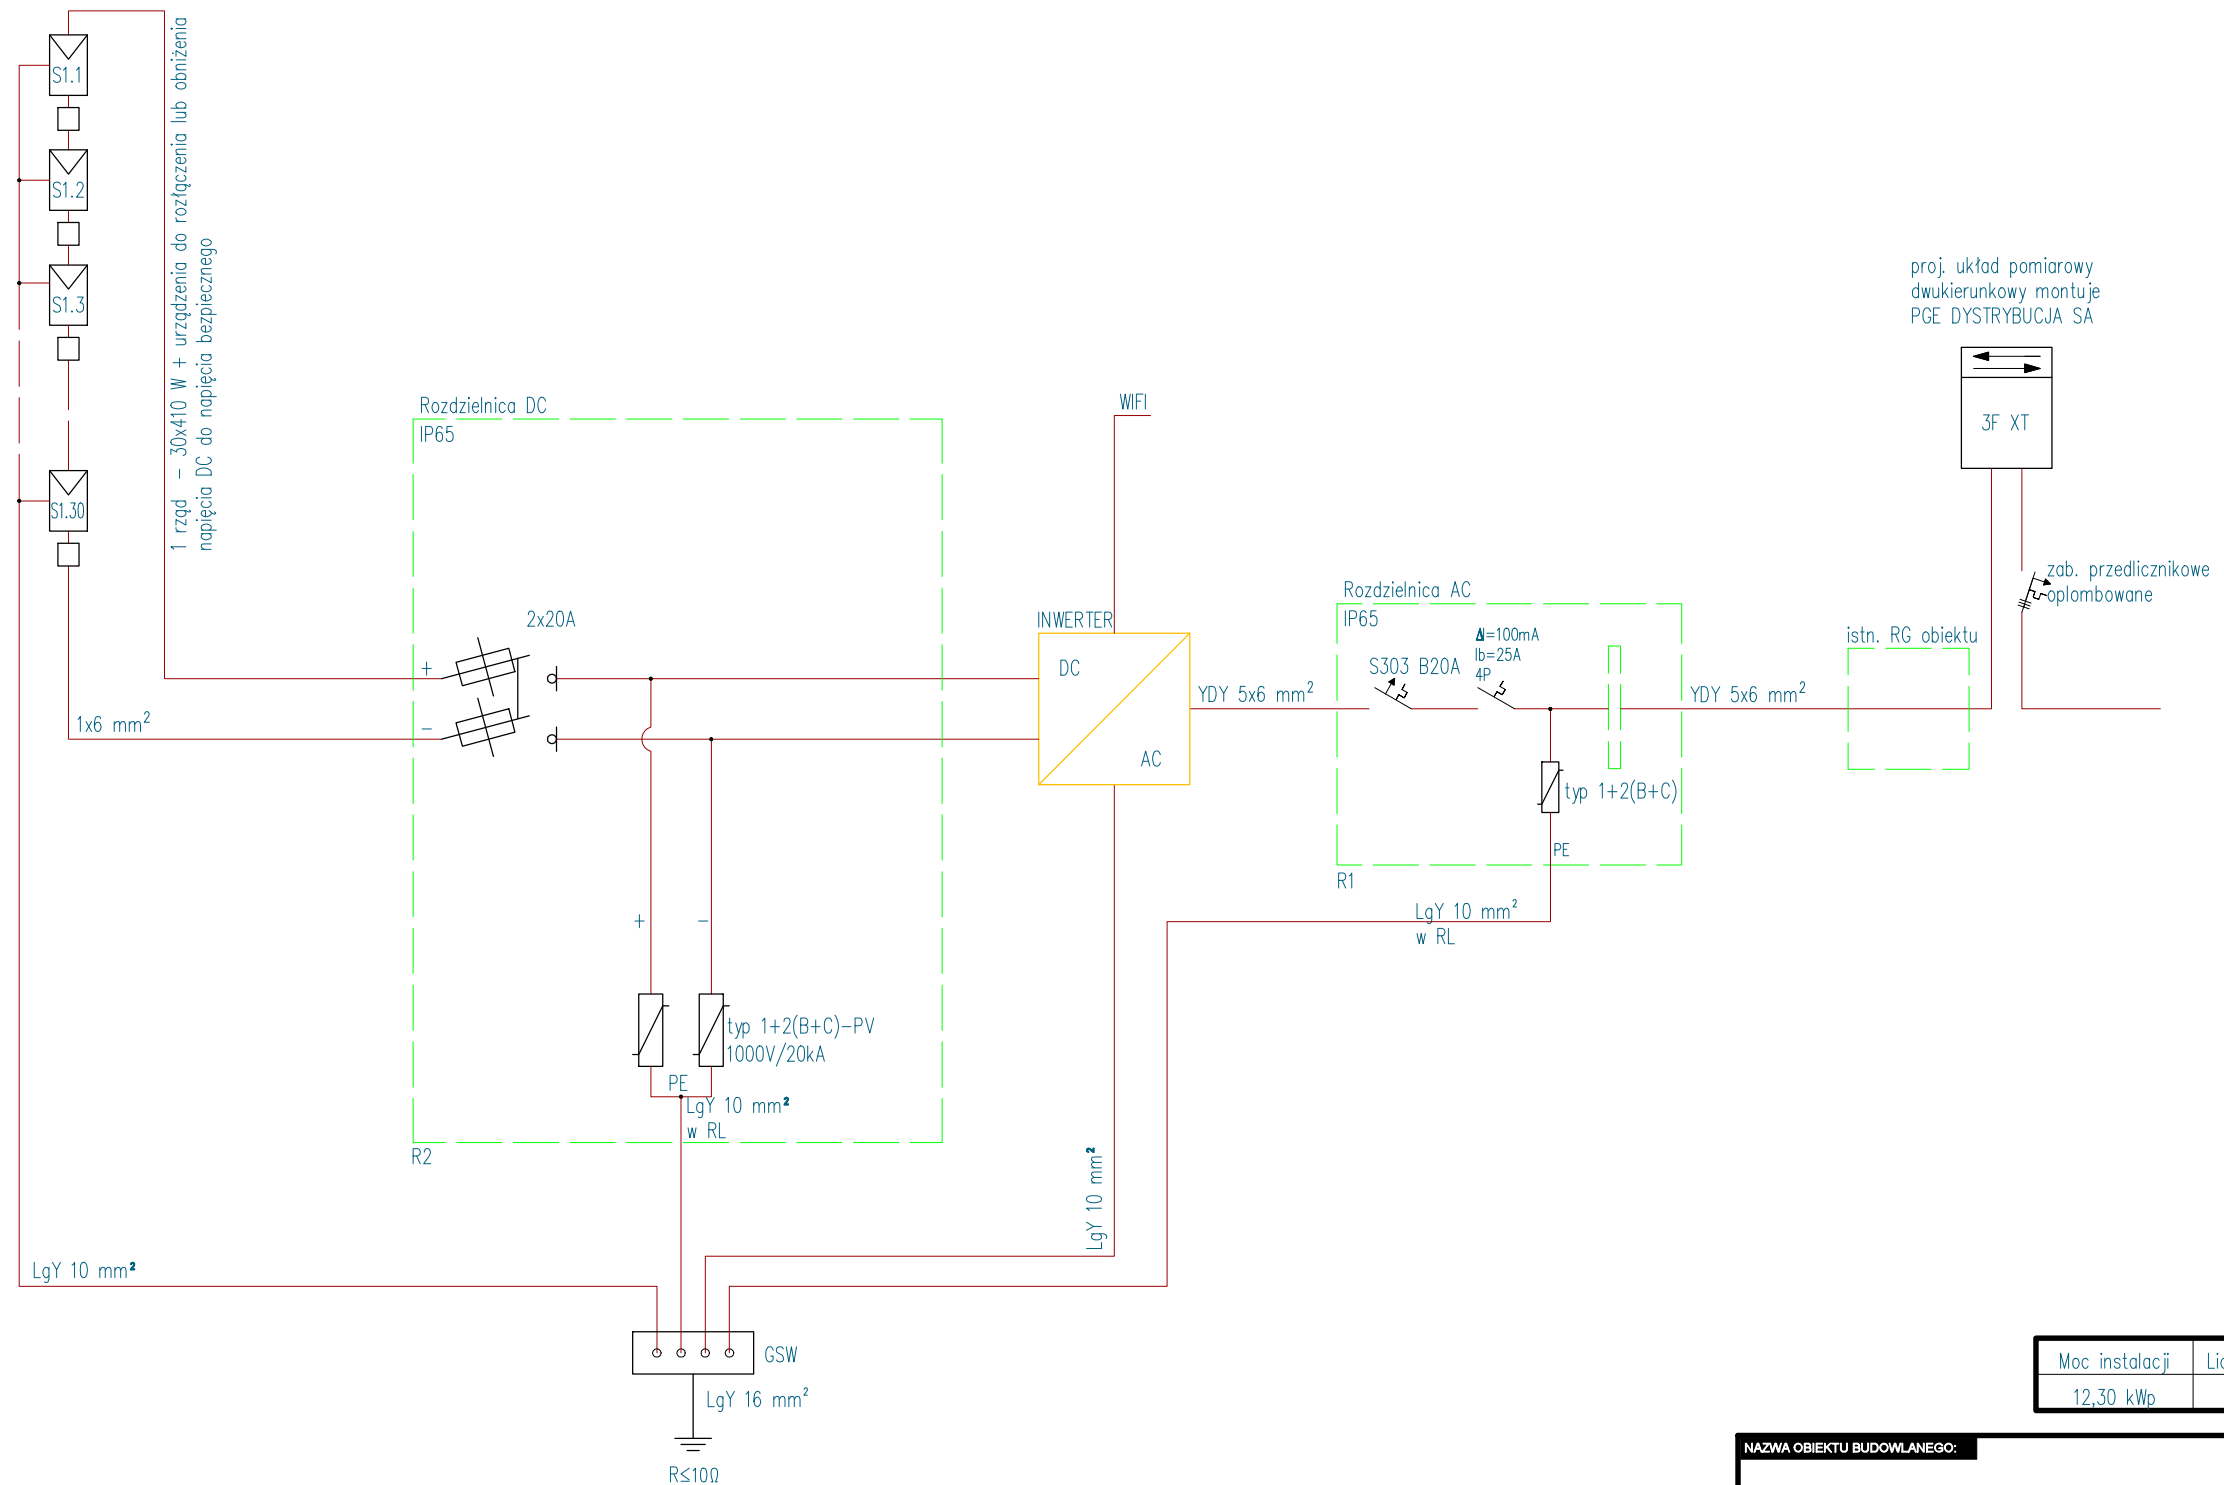 S1.1
S1.2
S1.3
S1.30
1 rząd - 30x410 W + urządzenia do rozłączenia lub obniżenia
napięcia DC do napięcia bezpiecznego
1x6 mm²
Rozdzielnica DC
IP65
2x20A
+
-
+
-
typ 1+2(B+C)-PV
1000V/20kA
PE
LgY 10 mm²
w RL
R2
WIFI
INWERTER
DC
AC
YDY 5x6 mm²
Rozdzielnica AC
IP65
S303 B20A
ΔI=100mA
Ib=25A
4P
typ 1+2(B+C)
PE
R1
LgY 10 mm²
w RL
YDY 5x6 mm²
istn. RG obiektu
proj. układ pomiarowy
dwukierunkowy montuje
PGE DYSTRYBUCJA SA
3F XT
zab. przedlicznikowe
oplombowane
LgY 10 mm²
LgY 10 mm²
GSW
LgY 16 mm²
R≤10Ω
Moc instalacji
12,30 kWp
NAZWA OBIEKTU BUDOWLANEGO: